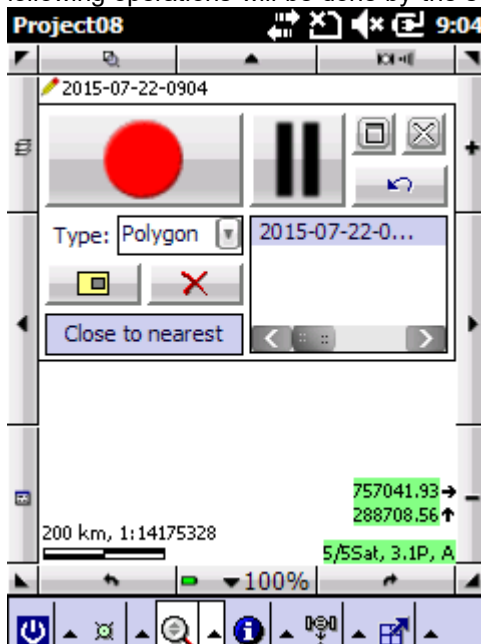 Project08
9:04
2015-07-22-0904
Type: Polygon
2015-07-22-0...
Close to nearest
757041.93
288708.56
200 km, 1:14175328
5/5Sat, 3.1P, A
100%